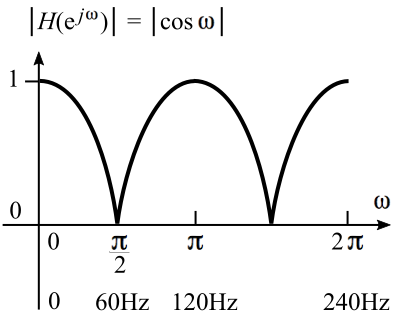 |H(e^{jω})| = |cos ω|
1
0
ω
0 π/2 π 2π
0 60Hz 120Hz 240Hz